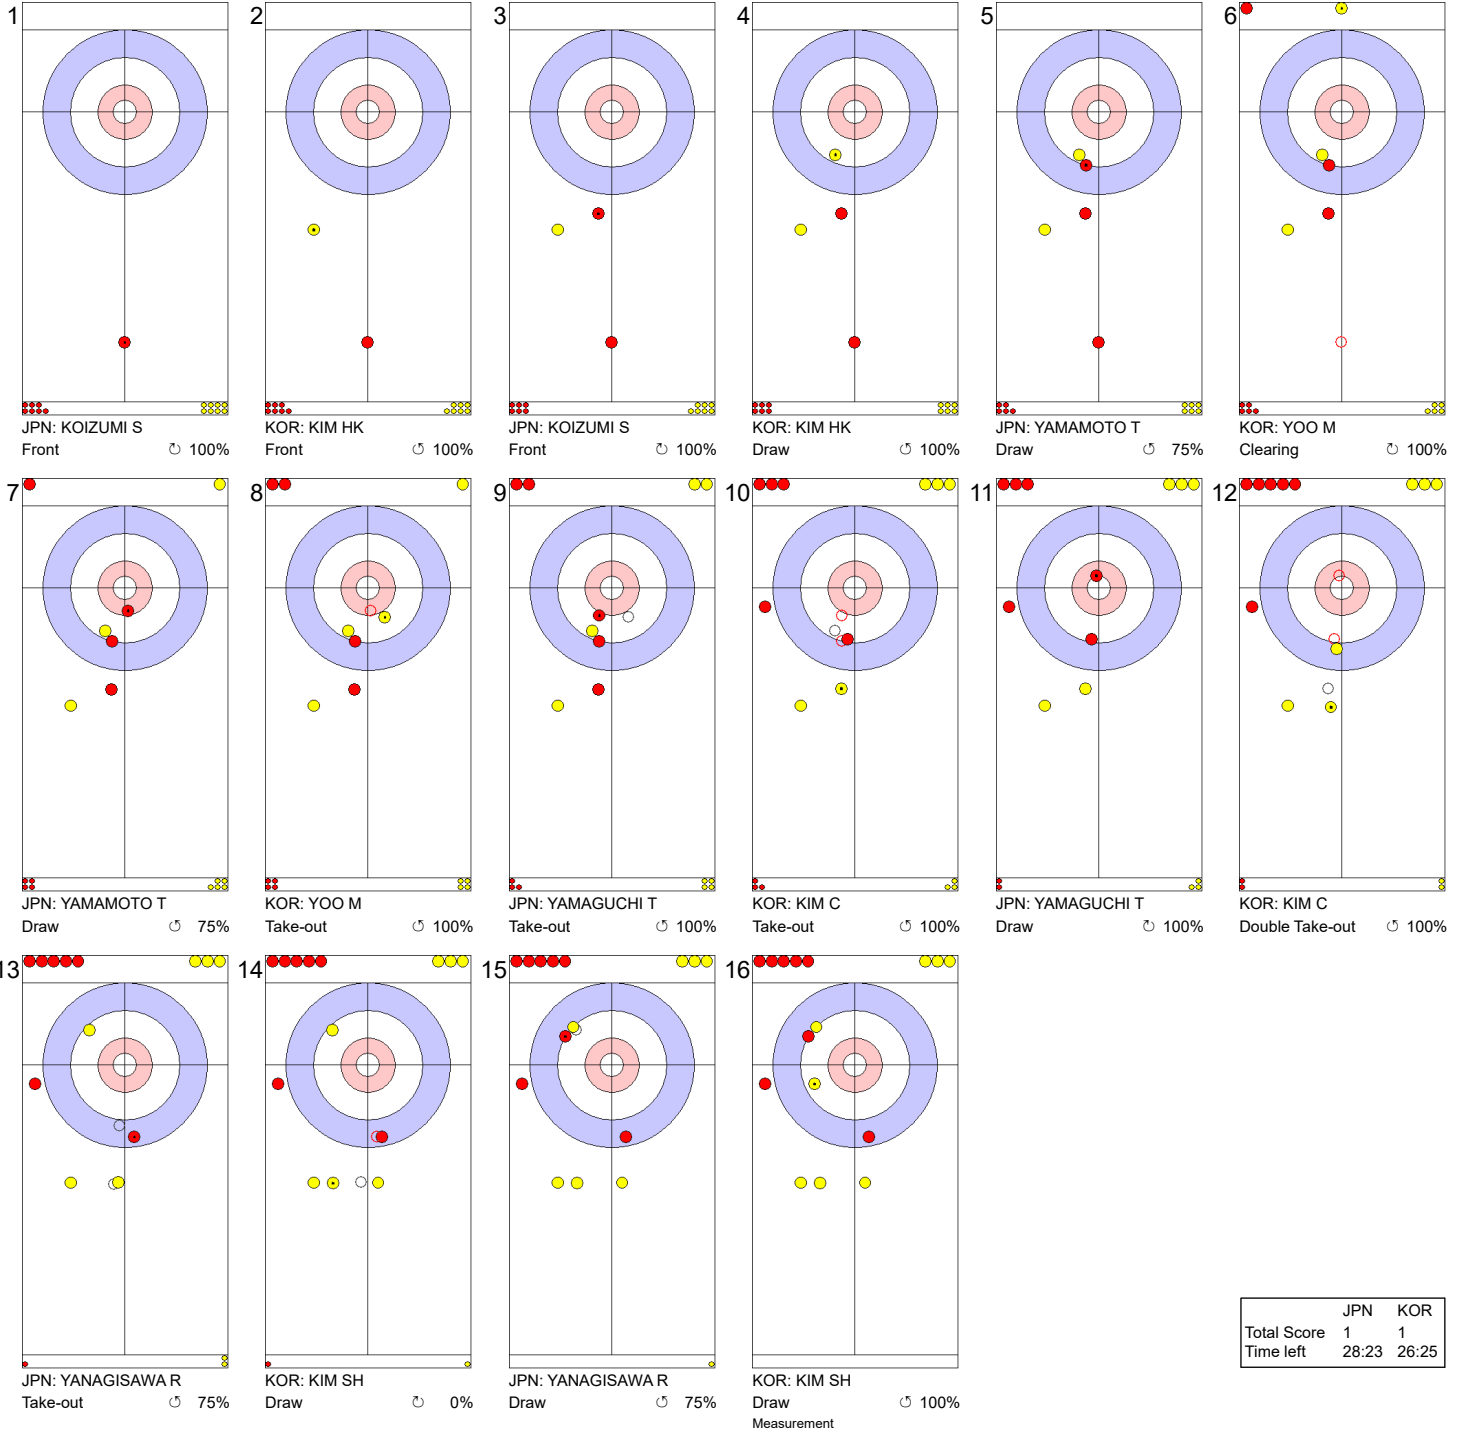 1 2 3 4 5 6
JPN: KOIZUMI S KOR: KIM HK JPN: KOIZUMI S KOR: KIM HK JPN: YAMAMOTO T KOR: YOO M
Front ↻ 100% Front ↺ 100% Front ↻ 100% Draw ↺ 100% Draw ↺ 75% Clearing ↻ 100%
7 8 9 10 11 12
JPN: YAMAMOTO T KOR: YOO M JPN: YAMAGUCHI T KOR: KIM C JPN: YAMAGUCHI T KOR: KIM C
Draw ↺ 75% Take-out ↺ 100% Take-out ↺ 100% Take-out ↺ 100% Draw ↺ 100% Double Take-out ↺ 100%
13 14 15 16
JPN: YANAGISAWA R KOR: KIM SH JPN: YANAGISAWA R KOR: KIM SH
Take-out ↺ 75% Draw ↻ 0% Draw ↺ 75% Draw ↺ 100%
Measurement
JPN KOR
Total Score 1 1
Time left 28:23 26:25